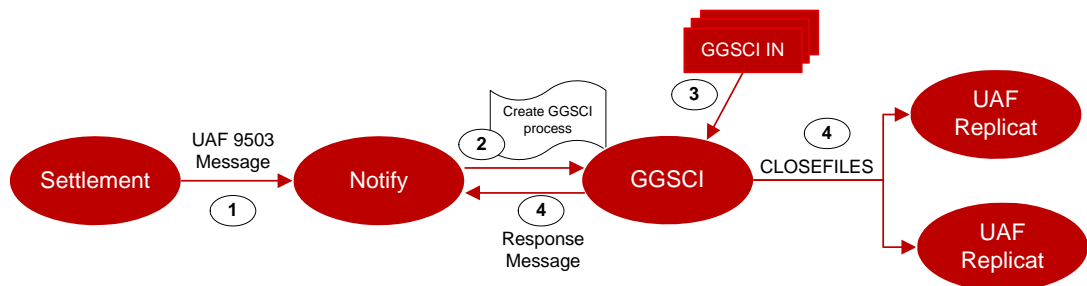 GGSCI IN
3
UAF
Replicat
Create GGSCI
process
UAF 9503
Message
2
4
CLOSEFILES
Settlement
Notify
GGSCI
1
4
Response
Message
UAF
Replicat